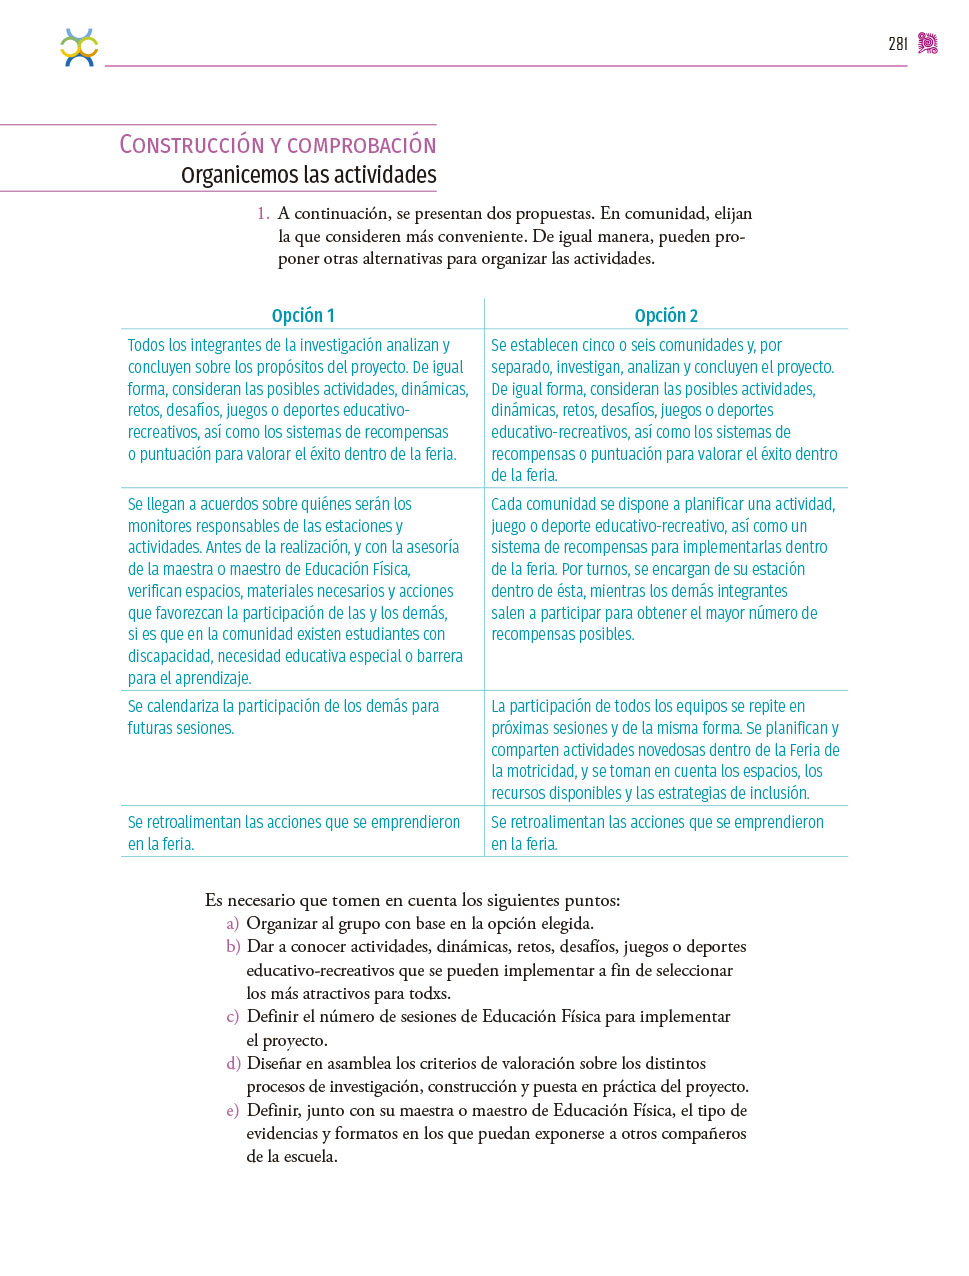 281
Construcción y comprobación
Organicemos las actividades
1. A continuación, se presentan dos propuestas. En comunidad, elijan
la que consideren más conveniente. De igual manera, pueden pro-
poner otras alternativas para organizar las actividades.
Opción 1
Todos los integrantes de la investigación analizan y
concluyen sobre los propósitos del proyecto. De igual
forma, consideran las posibles actividades, dinámicas,
retos, desafíos, juegos o deportes educativo-
recreativos, así como los sistemas de recompensas
o puntuación para valorar el éxito dentro de la feria.
Se llegan a acuerdos sobre quiénes serán los
monitores responsables de las estaciones y
actividades. Antes de la realización, y con la asesoría
de la maestra o maestro de Educación Física,
verifican espacios, materiales necesarios y acciones
que favorezcan la participación de las y los demás,
si es que en la comunidad existen estudiantes con
discapacidad, necesidad educativa especial o barrera
para el aprendizaje.
Se calendariza la participación de los demás para
futuras sesiones.
Se retroalimentan las acciones que se emprendieron
en la feria.
Opción 2
Se establecen cinco o seis comunidades y, por
separado, investigan, analizan y concluyen el proyecto.
De igual forma, consideran las posibles actividades,
dinámicas, retos, desafíos, juegos o deportes
educativo-recreativos, así como los sistemas de
recompensas o puntuación para valorar el éxito dentro
de la feria.
Cada comunidad se dispone a planificar una actividad,
juego o deporte educativo-recreativo, así como un
sistema de recompensas para implementarlas dentro
de la feria. Por turnos, se encargan de su estación
dentro de ésta, mientras los demás integrantes
salen a participar para obtener el mayor número de
recompensas posibles.
La participación de todos los equipos se repite en
próximas sesiones y de la misma forma. Se planifican y
comparten actividades novedosas dentro de la Feria de
la motricidad, y se toman en cuenta los espacios, los
recursos disponibles y las estrategias de inclusión.
Se retroalimentan las acciones que se emprendieron
en la feria.
Es necesario que tomen en cuenta los siguientes puntos:
a) Organizar al grupo con base en la opción elegida.
b) Dar a conocer actividades, dinámicas, retos, desafíos, juegos o deportes
educativo-recreativos que se pueden implementar a fin de seleccionar
los más atractivos para todxs.
c) Definir el número de sesiones de Educación Física para implementar
el proyecto.
d) Diseñar en asamblea los criterios de valoración sobre los distintos
procesos de investigación, construcción y puesta en práctica del proyecto.
e) Definir, junto con su maestra o maestro de Educación Física, el tipo de
evidencias y formatos en los que puedan exponerse a otros compañeros
de la escuela.